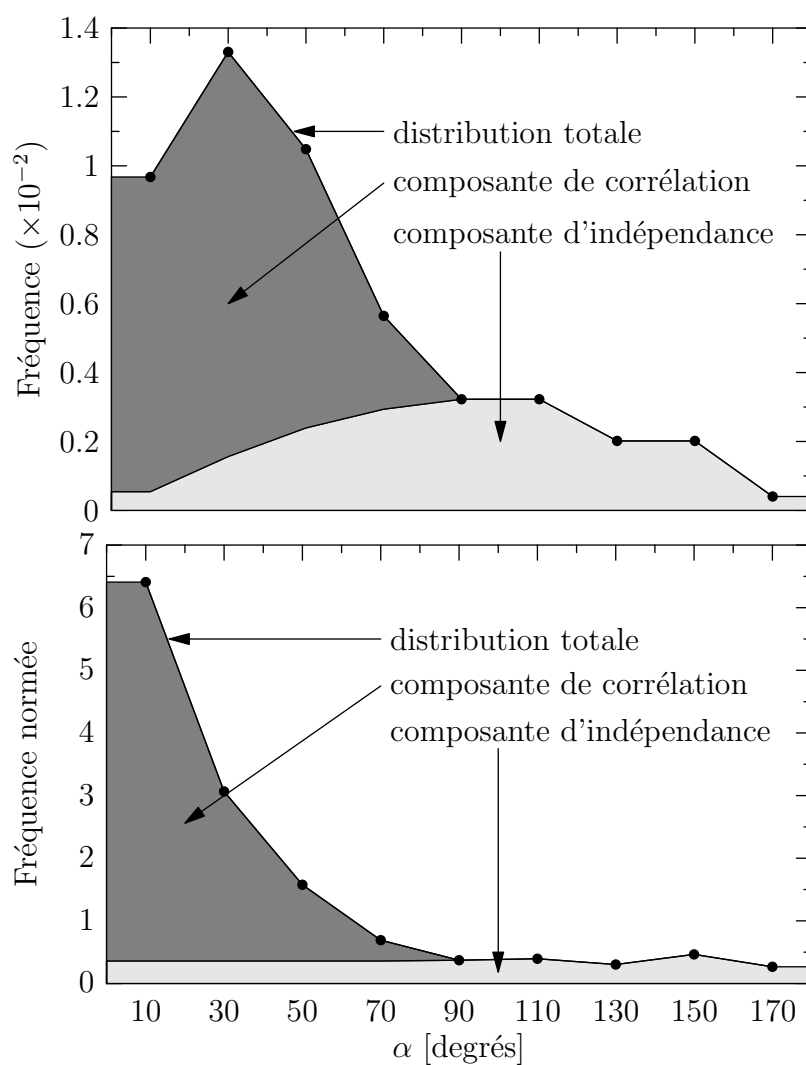 1.4
1.2
1
0.8
0.6
0.4
0.2
0
Fréquence (×10⁻²)
distribution totale
composante de corrélation
composante d'indépendance
7
6
5
4
3
2
1
0
Fréquence normée
distribution totale
composante de corrélation
composante d'indépendance
10 30 50 70 90 110 130 150 170
α [degrés]